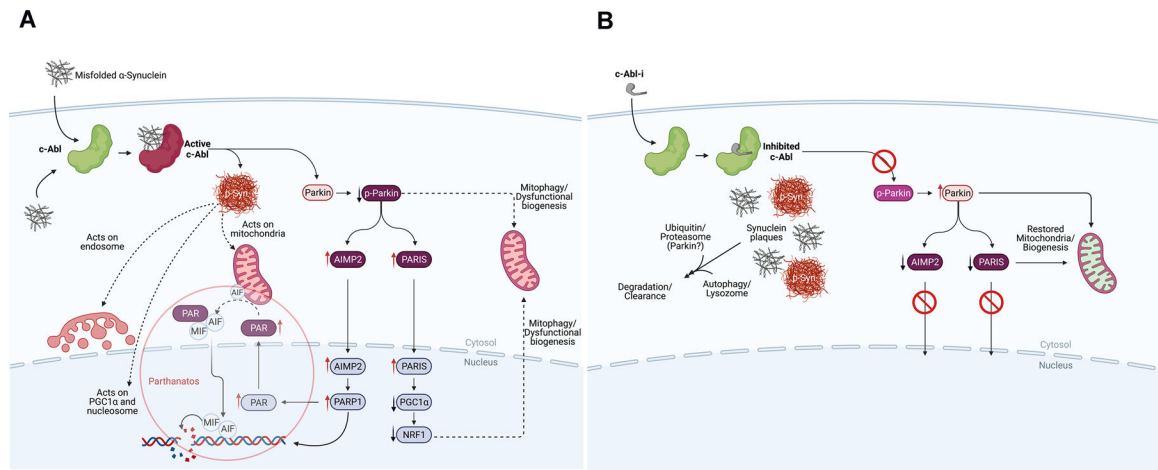 A
Misfolded α-Synuclein
c-Abl
Active
c-Abl
p-Syn
Parkin
p-Parkin
Mitophagy/
Dysfunctional
biogenesis
Acts on
endosome
Acts on
mitochondria
AIMP2
PARIS
AIF
PAR
AIF
MIF
PAR
Mitophagy/
Dysfunctional
biogenesis
Cytosol
Nucleus
Parthanatos
AIMP2
PARIS
Acts on
PGC1α and
nucleosome
PAR
PARP1
PGC1α
MIF
AIF
NRF1
B
c-Abl-i
Inhibited
c-Abl
p-Parkin
Parkin
Ubiquitin/
Proteasome
(Parkin?)
Synuclein
plaques
p-Syn
p-Syn
Degradation/
Clearance
Autophagy/
Lysozome
AIMP2
PARIS
Restored
Mitochondria/
Biogenesis
Cytosol
Nucleus